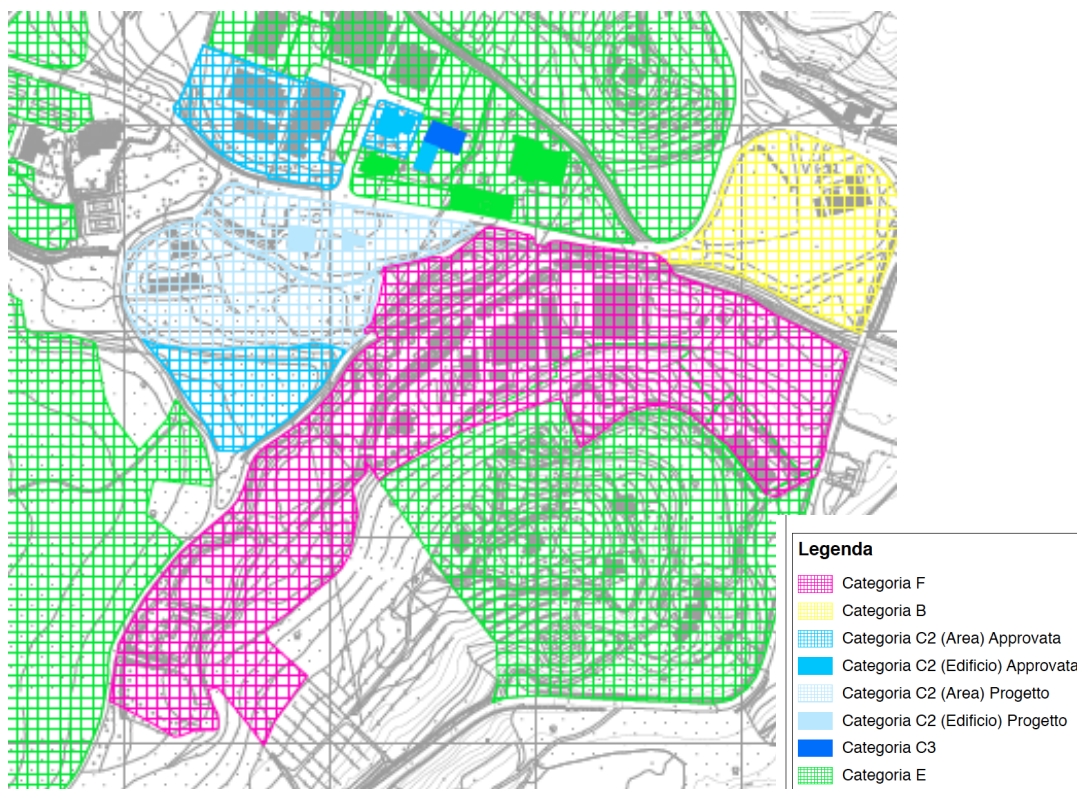 Legenda
Categoria F
Categoria B
Categoria C2 (Area) Approvata
Categoria C2 (Edificio) Approvata
Categoria C2 (Area) Progetto
Categoria C2 (Edificio) Progetto
Categoria C3
Categoria E